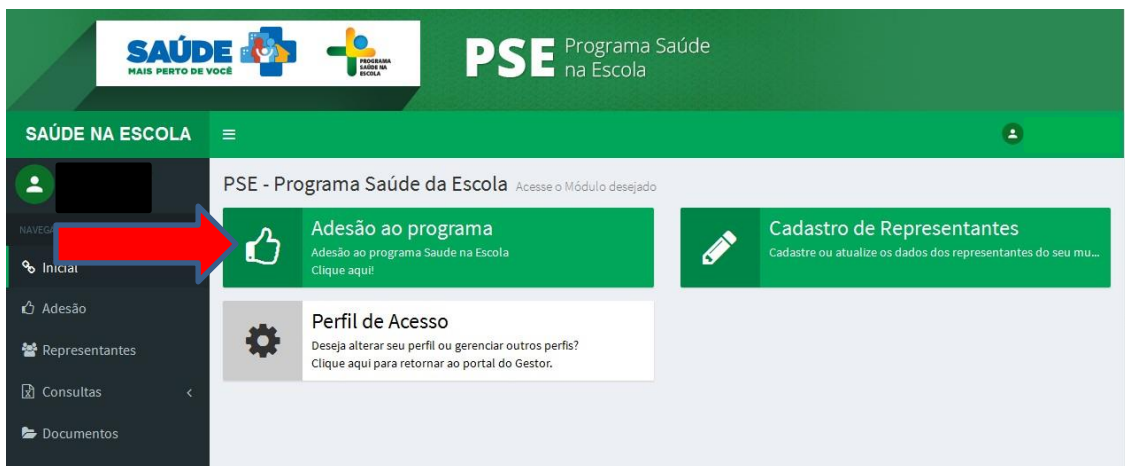 SAÚDE
MAIS PERTO DE VOCÊ
PROGRAMA
SAÚDE NA
ESCOLA
PSE Programa Saúde
na Escola
SAÚDE NA ESCOLA
PSE - Programa Saúde da Escola Acesse o Módulo desejado
NAVEGA
Inicial
Adesão
Representantes
Consultas
Documentos
Adesão ao programa
Adesão ao programa Saude na Escola
Clique aqui!
Cadastro de Representantes
Cadastre ou atualize os dados dos representantes do seu mu...
Perfil de Acesso
Deseja alterar seu perfil ou gerenciar outros perfis?
Clique aqui para retornar ao portal do Gestor.